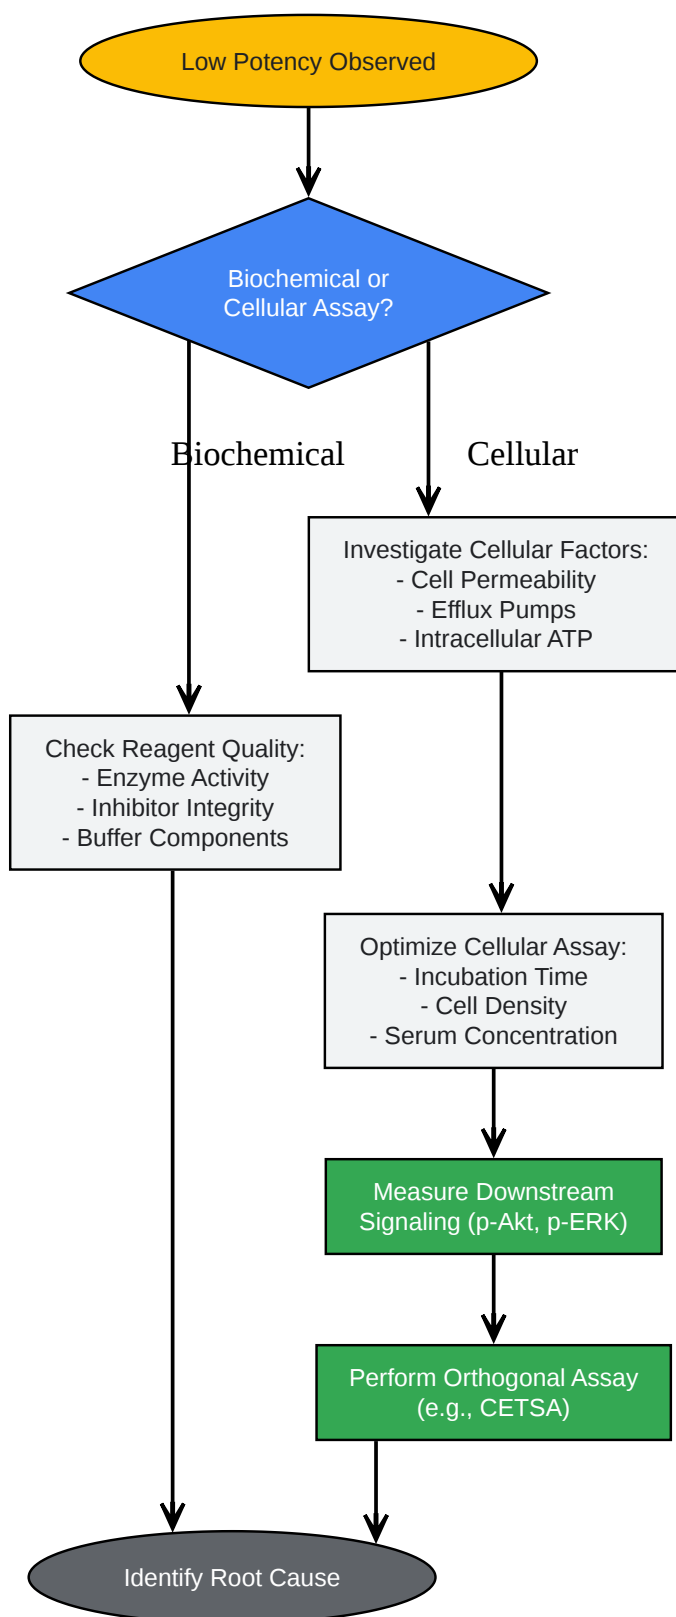 Low Potency Observed
Biochemical or
Cellular Assay?
Biochemical
Cellular
Investigate Cellular Factors:
- Cell Permeability
- Efflux Pumps
- Intracellular ATP
Check Reagent Quality:
- Enzyme Activity
- Inhibitor Integrity
- Buffer Components
Optimize Cellular Assay:
- Incubation Time
- Cell Density
- Serum Concentration
Measure Downstream
Signaling (p-Akt, p-ERK)
Perform Orthogonal Assay
(e.g., CETSA)
Identify Root Cause